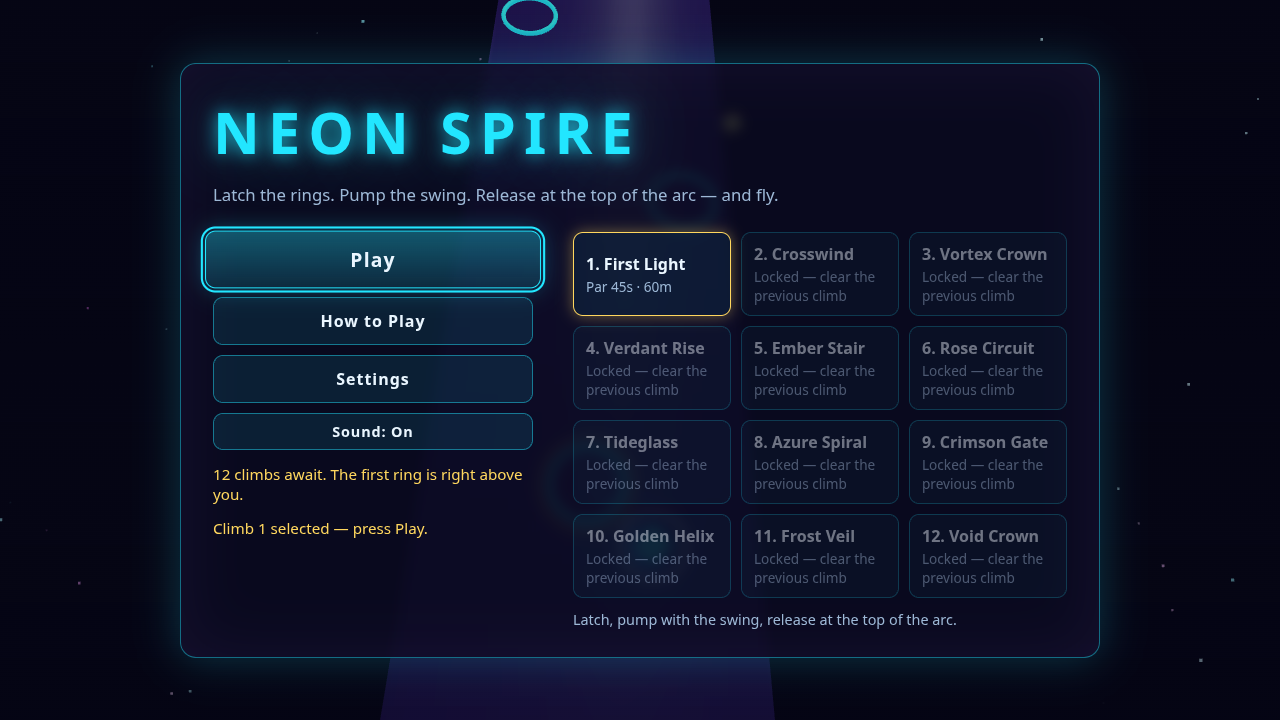 NEON SPIRE
Latch the rings. Pump the swing. Release at the top of the arc — and fly.
Play
How to Play
Settings
Sound: On
12 climbs await. The first ring is right above
you.
Climb 1 selected — press Play.
1. First Light
Par 45s · 60m
2. Crosswind
Locked — clear the
previous climb
3. Vortex Crown
Locked — clear the
previous climb
4. Verdant Rise
Locked — clear the
previous climb
5. Ember Stair
Locked — clear the
previous climb
6. Rose Circuit
Locked — clear the
previous climb
7. Tideglass
Locked — clear the
previous climb
8. Azure Spiral
Locked — clear the
previous climb
9. Crimson Gate
Locked — clear the
previous climb
10. Golden Helix
Locked — clear the
previous climb
11. Frost Veil
Locked — clear the
previous climb
12. Void Crown
Locked — clear the
previous climb
Latch, pump with the swing, release at the top of the arc.